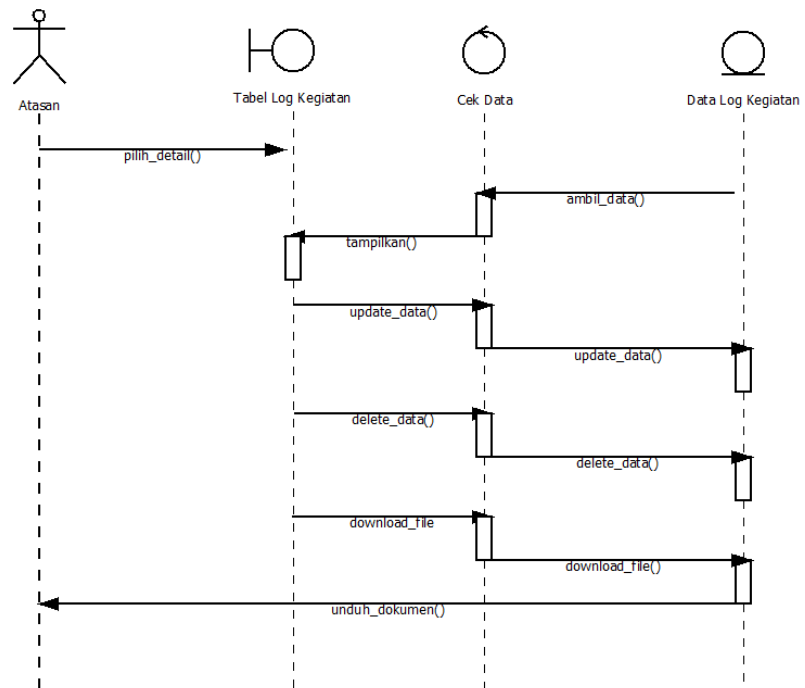 Atasan
Tabel Log Kegiatan
Cek Data
Data Log Kegiatan
pilih_detail()
ambil_data()
tampilkan()
update_data()
update_data()
delete_data()
delete_data()
download_file
download_file()
unduh_dokumen()